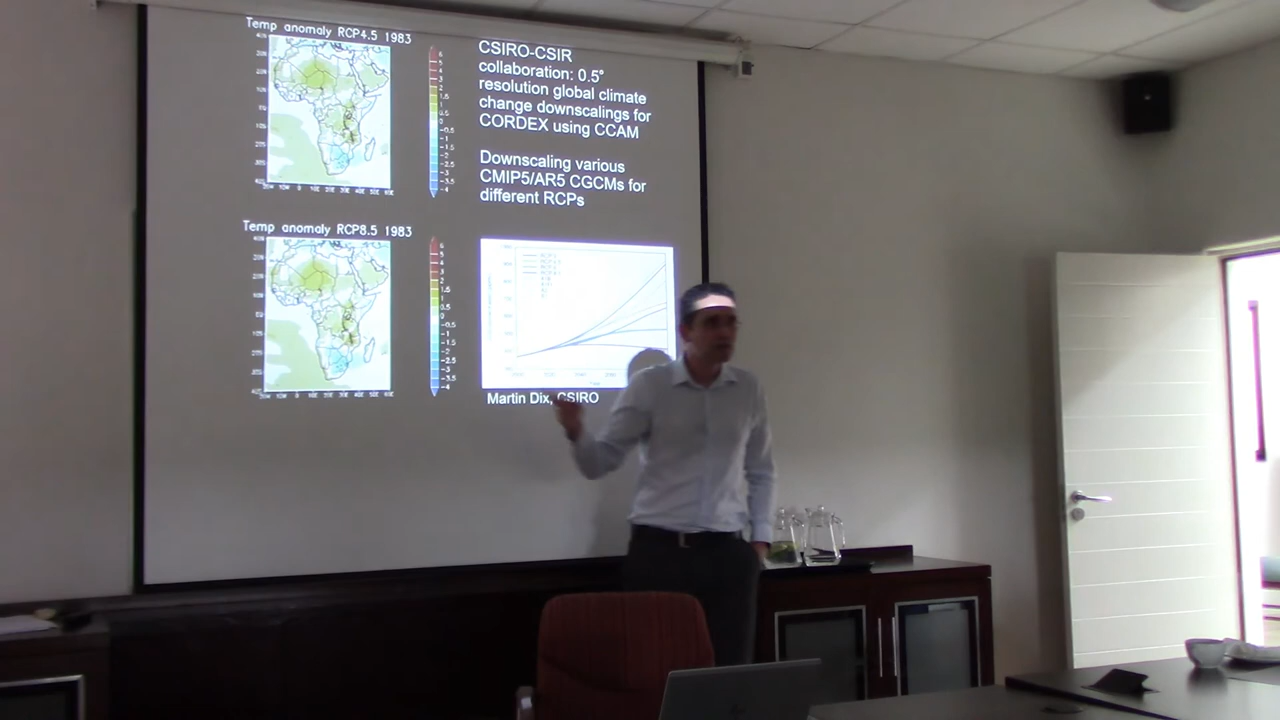 Temp anomaly RCP4.5 1983
CSIRO-CSIR
collaboration: 0.5°
resolution global climate
change downscalings for
CORDEX using CCAM
Downscaling various
CMIP5/AR5 CGCMs for
different RCPs
Temp anomaly RCP8.5 1983
Martin Dix, CSIRO